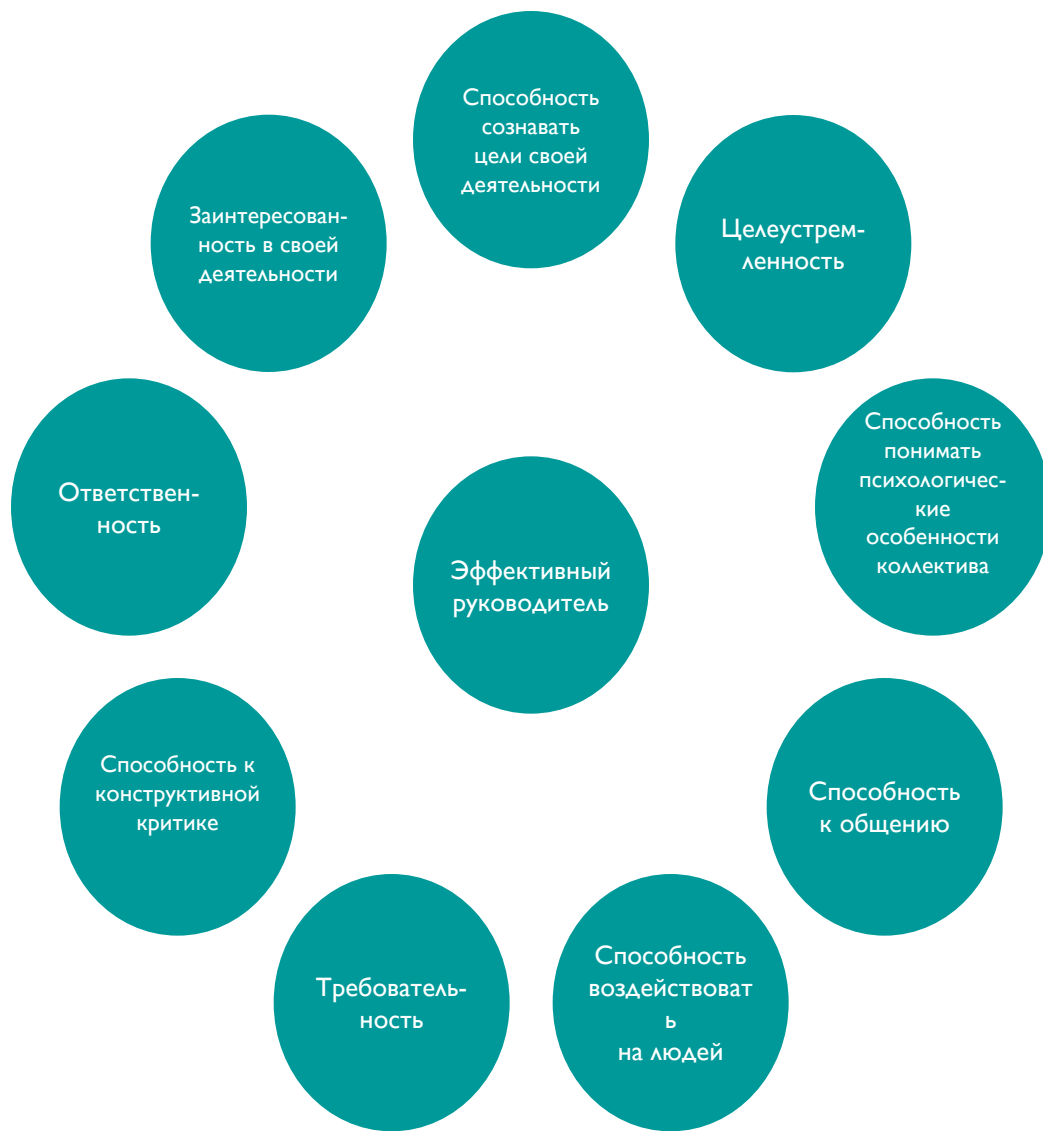 Способность
сознавать
цели своей
деятельности
Заинтересован-
ность в своей
деятельности
Целеустрем-
ленность
Способность
понимать
психологичес-
кие
особенности
коллектива
Ответствен-
ность
Эффективный
руководитель
Способность к
конструктивной
критике
Способность
к общению
Требователь-
ность
Способность
воздействоват
ь
на людей